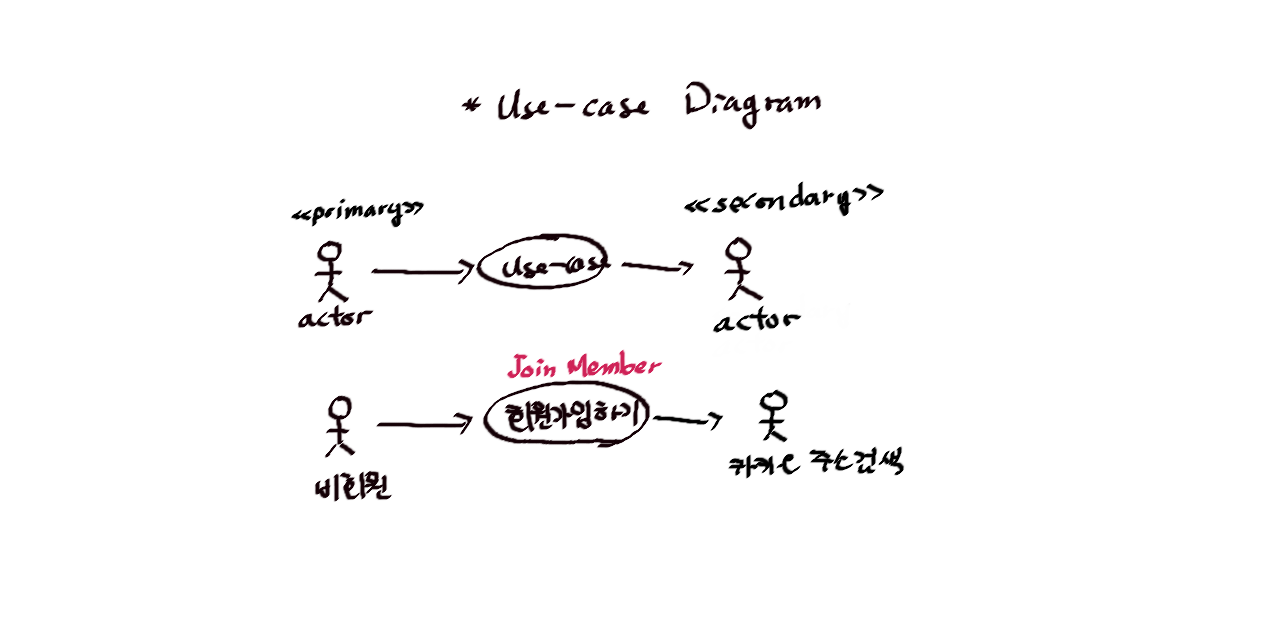 * Use-case Diagram
<<primary>>
<<secondary>>
use-case
actor
actor
Join Member
회원가입하기
비회원
카카오 주소검색